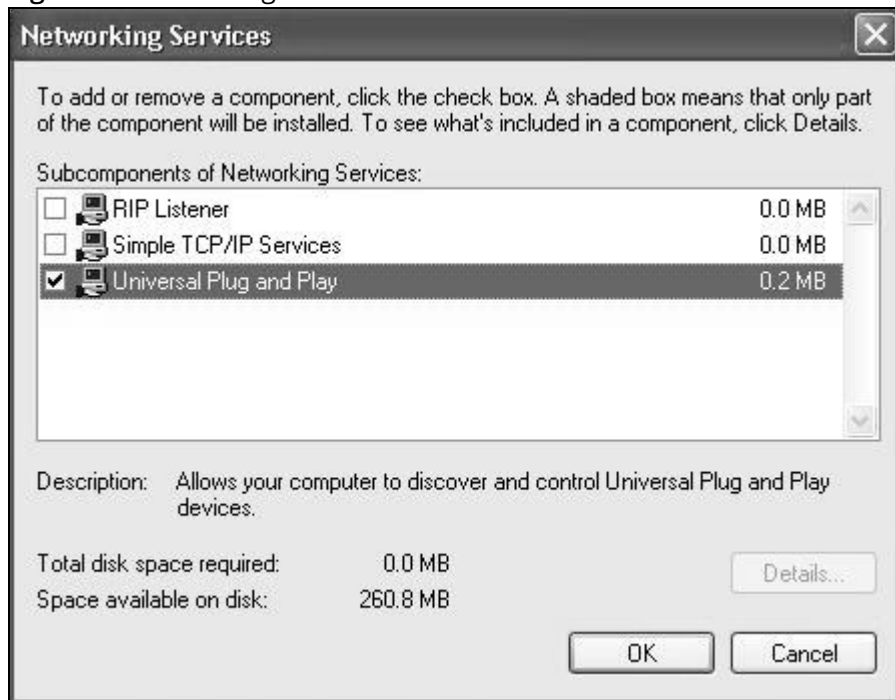 Networking Services
To add or remove a component, click the check box. A shaded box means that only part
of the component will be installed. To see what's included in a component, click Details.
Subcomponents of Networking Services:
RIP Listener 0.0 MB
Simple TCP/IP Services 0.0 MB
Universal Plug and Play 0.2 MB
Description: Allows your computer to discover and control Universal Plug and Play
devices.
Total disk space required: 0.0 MB
Details...
Space available on disk: 260.8 MB
OK Cancel